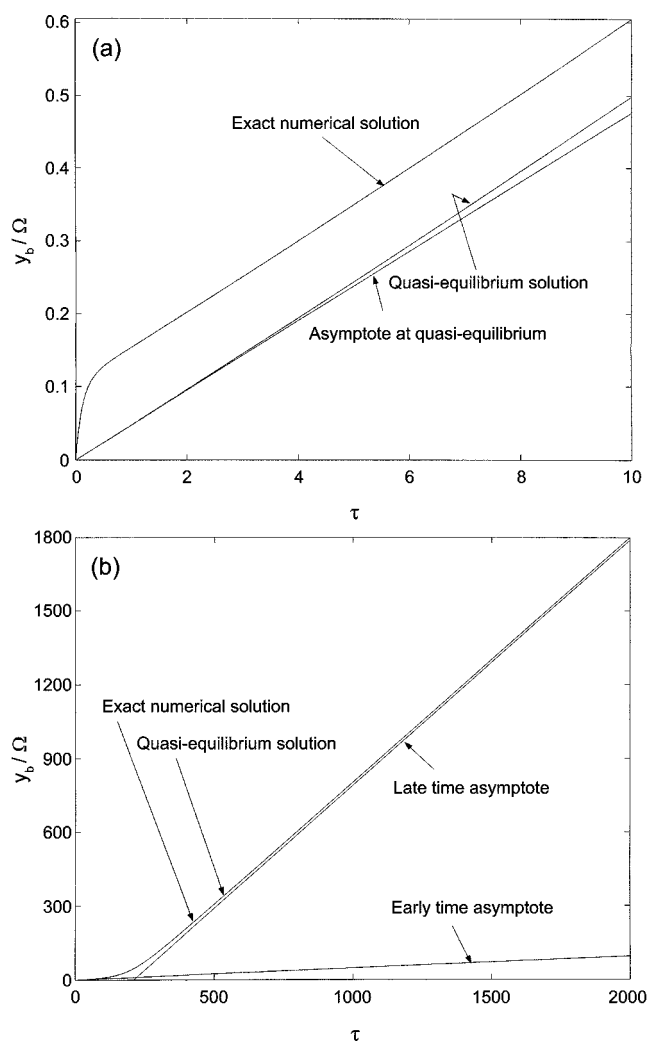 (a)
0.6
0.5
0.4
0.3
0.2
0.1
0
y_b / Ω
Exact numerical solution
Quasi-equilibrium solution
Asymptote at quasi-equilibrium
0 2 4 6 8 10
τ
(b)
1800
1500
1200
900
600
300
0
y_b / Ω
Exact numerical solution
Quasi-equilibrium solution
Late time asymptote
Early time asymptote
0 500 1000 1500 2000
τ